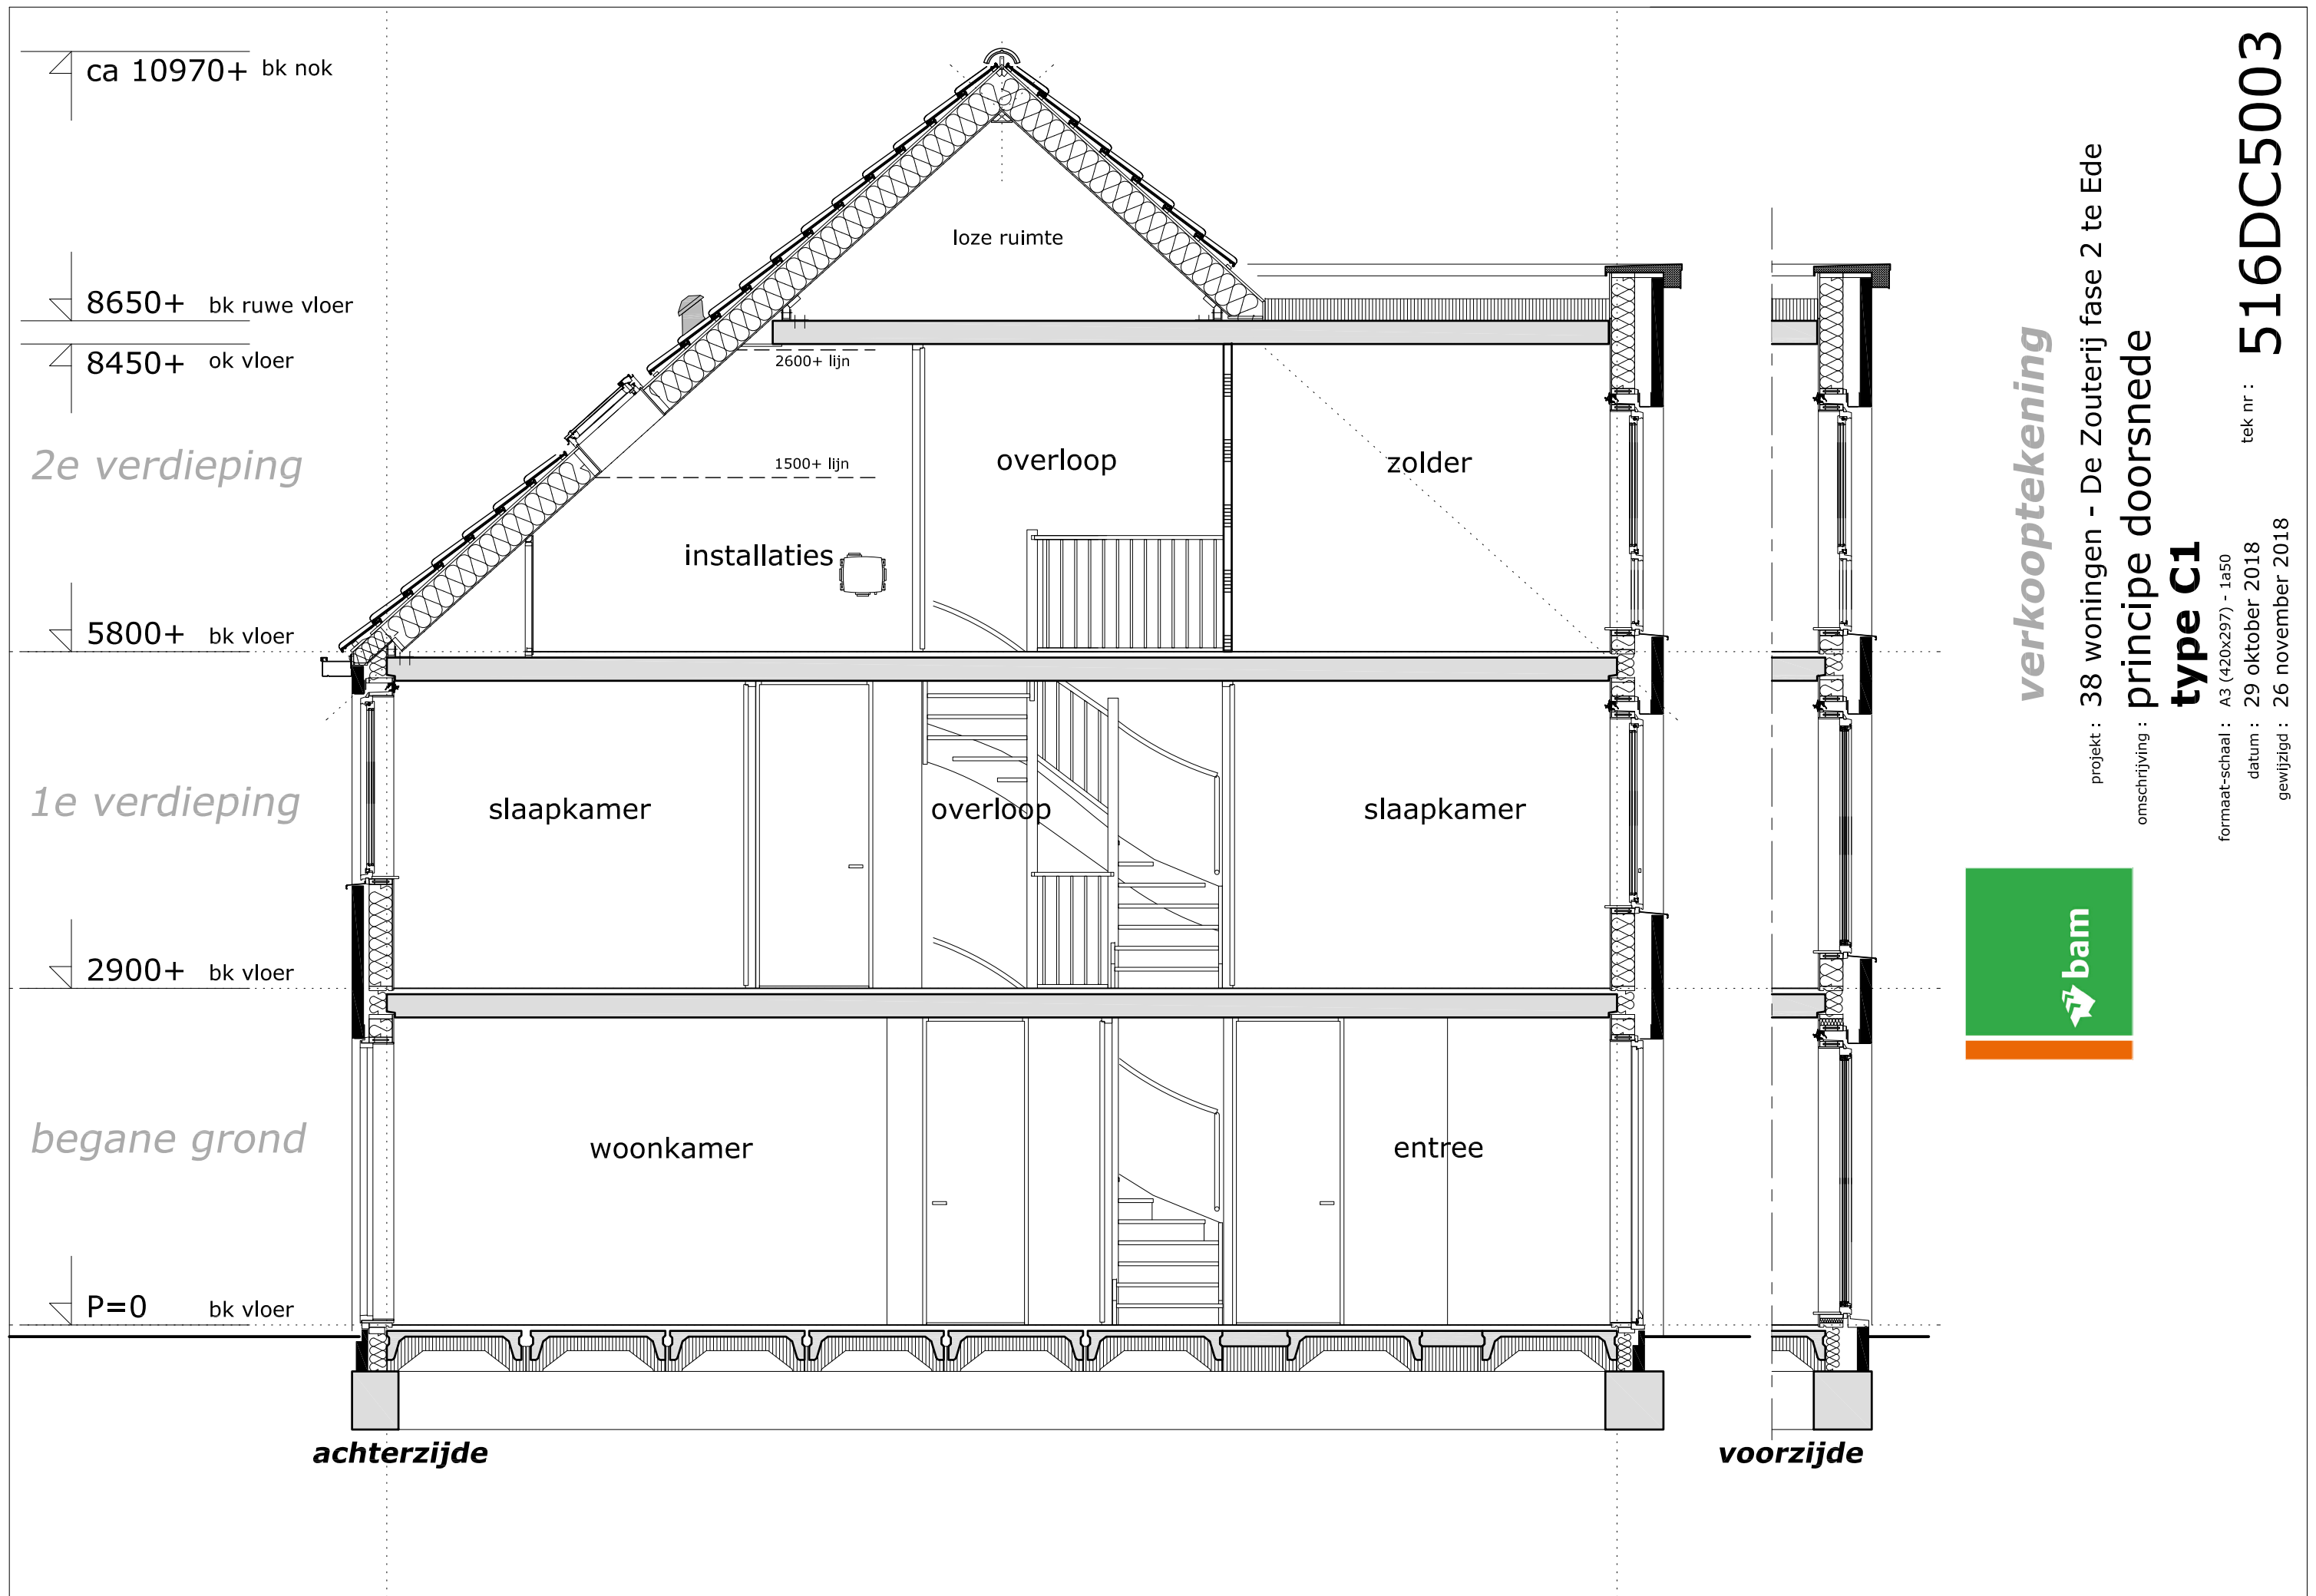 ca 10970+ bk nok
8650+ bk ruwe vloer
8450+ ok vloer
2e verdieping
5800+ bk vloer
1e verdieping
2900+ bk vloer
begane grond
P=0 bk vloer
loze ruimte
2600+ lijn
1500+ lijn
installaties
overloop
zolder
slaapkamer
overloop
slaapkamer
woonkamer
entree
achterzijde
voorzijde
verkooptekening
projekt : 38 woningen - De Zouterij fase 2 te Ede
omschrijving : principe doorsnede
type C1
formaat-schaal : A3 (420x297) - 1a50
datum : 29 oktober 2018
gewijzigd : 26 november 2018
tek nr : 516DC5003
bam